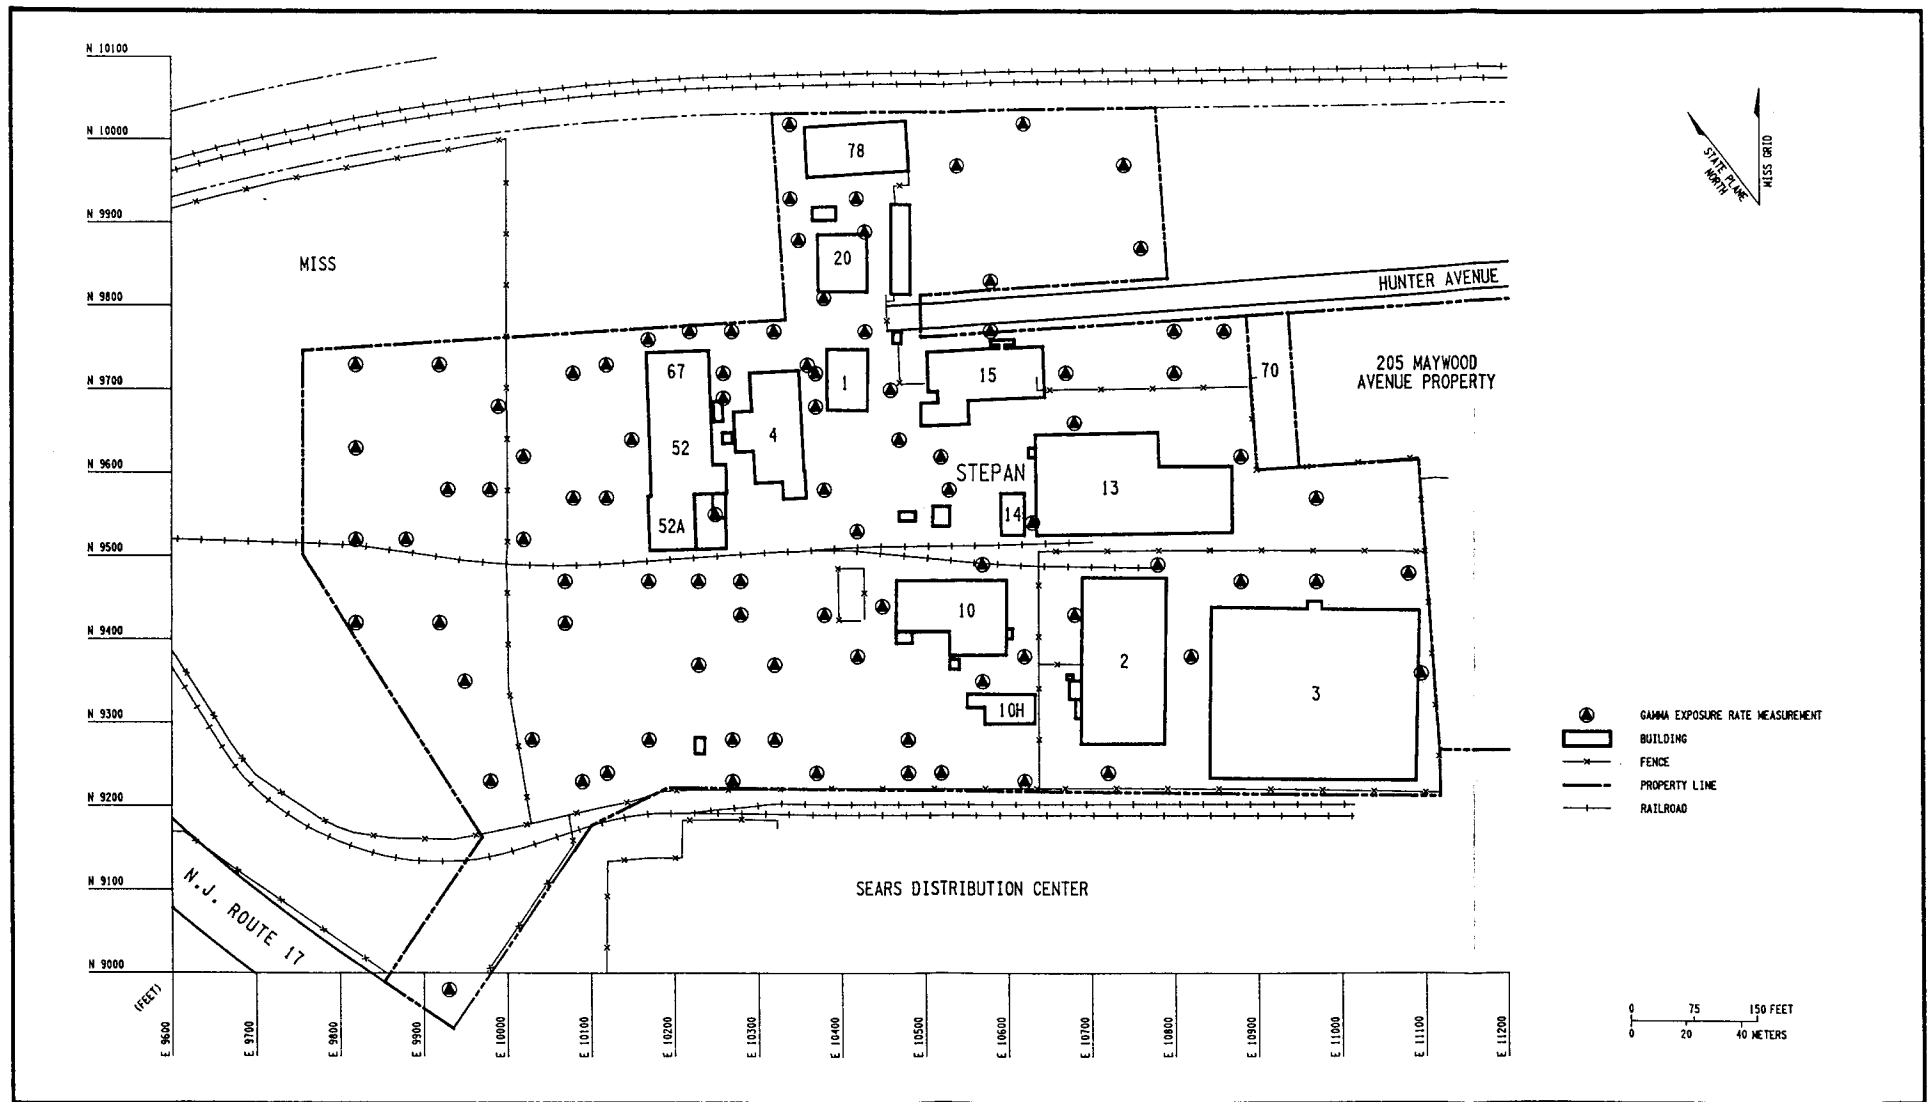 N 10100
N 10000
N 9900
N 9800
N 9700
N 9600
N 9500
N 9400
N 9300
N 9200
N 9100
N 9000
(FEET)
E 9600
E 9700
E 9800
E 9900
E 10000
E 10100
E 10200
E 10300
E 10400
E 10500
E 10600
E 10700
E 10800
E 10900
E 11000
E 11100
E 11200
STATE PLANE
NORTH
MISS GRID
MISS
78
20
HUNTER AVENUE
67
52
52A
4
1
15
70
205 MAYWOOD
AVENUE PROPERTY
STEPAN
13
14
10
10H
2
3
SEARS DISTRIBUTION CENTER
N.J. ROUTE 17
GAMMA EXPOSURE RATE MEASUREMENT
BUILDING
FENCE
PROPERTY LINE
RAILROAD
0 75 150 FEET
0 20 40 METERS